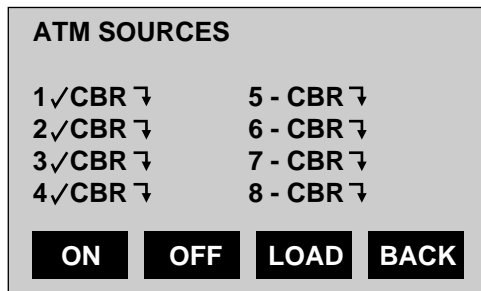 ATM SOURCES
1✓CBR ↴ 5 - CBR ↴
2✓CBR ↴ 6 - CBR ↴
3✓CBR ↴ 7 - CBR ↴
4✓CBR ↴ 8 - CBR ↴
ON OFF LOAD BACK